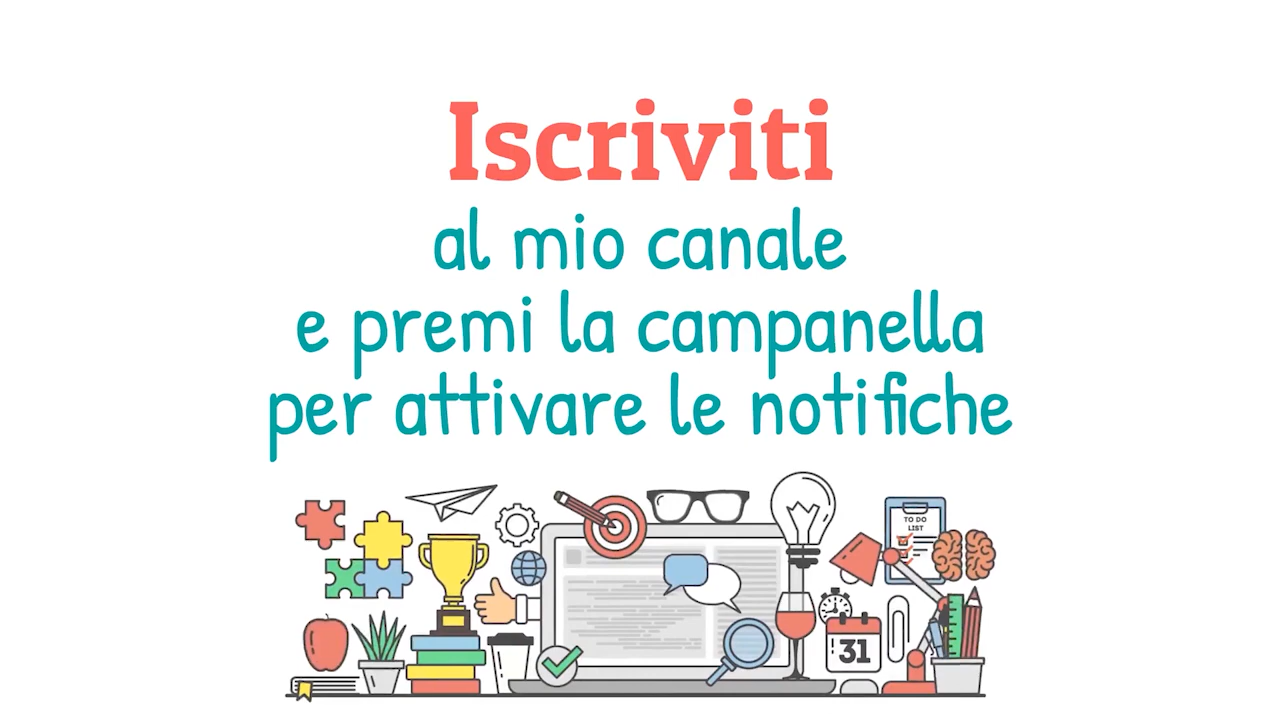 Iscriviti
al mio canale
e premi la campanella
per attivare le notifiche
TO DO
LIST
31